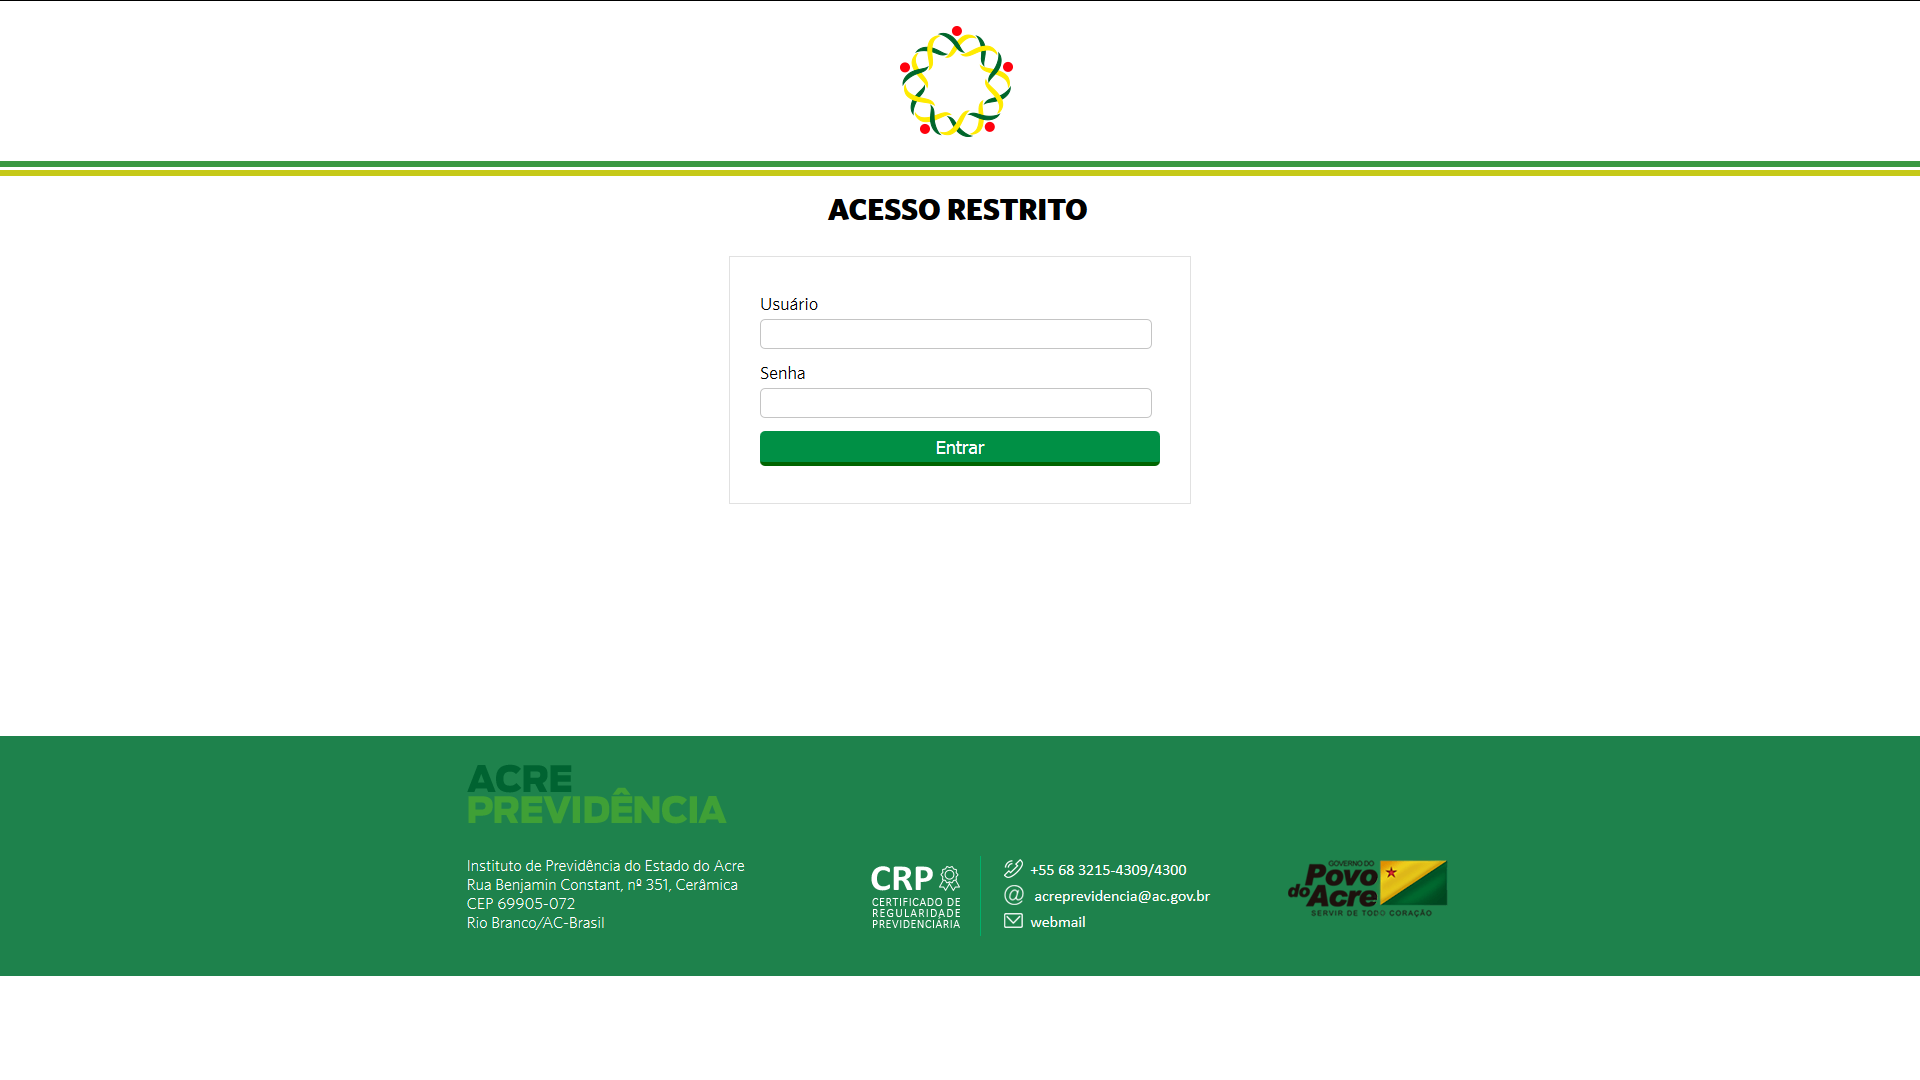 ACESSO RESTRITO
Usuário
Senha
Entrar
ACRE
PREVIDÊNCIA
Instituto de Previdência do Estado do Acre
Rua Benjamin Constant, nº 351, Cerâmica
CEP 69905-072
Rio Branco/AC-Brasil
CRP
CERTIFICADO DE
REGULARIDADE
PREVIDENCIÁRIA
+55 68 3215-4309/4300
acreprevidencia@ac.gov.br
webmail
GOVERNO DO
Povo
do Acre
SERVIR DE TODO CORAÇÃO